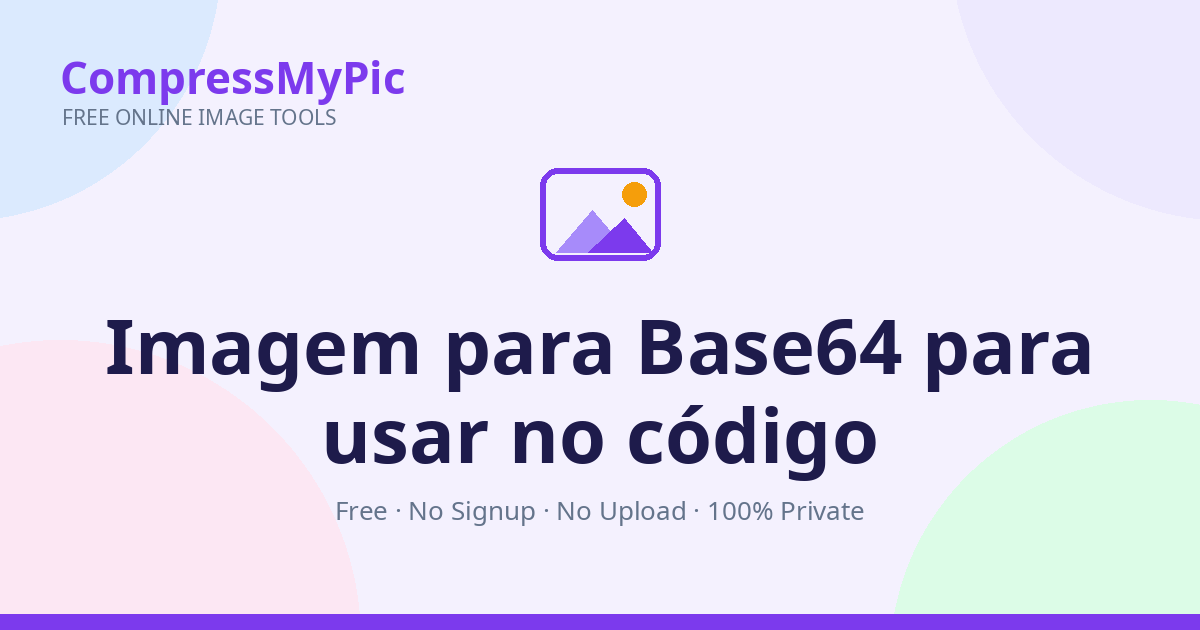 CompressMyPic
FREE ONLINE IMAGE TOOLS
Imagem para Base64 para
usar no código
Free · No Signup · No Upload · 100% Private